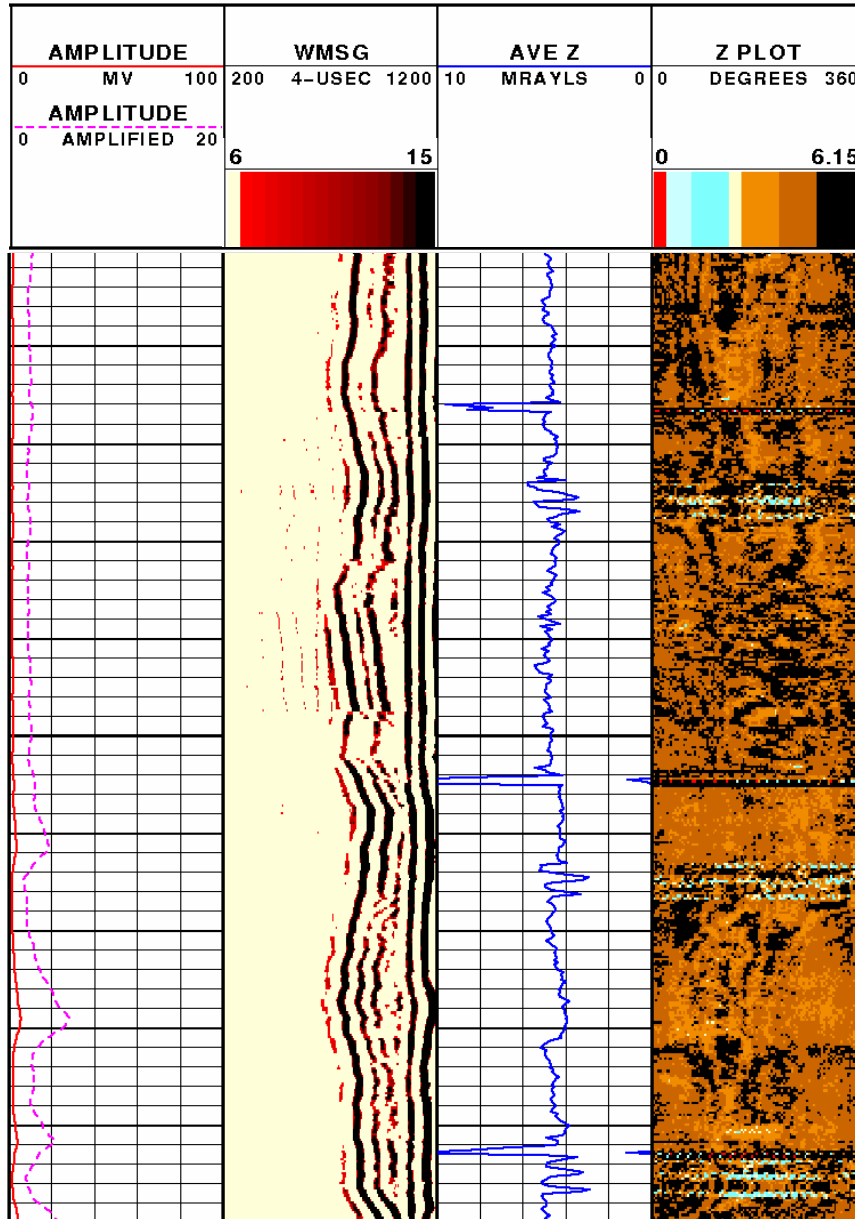 AMPLITUDE
0 MV 100
AMPLITUDE
0 AMPLIFIED 20
WMSG
200 4-USEC 1200
6 15
AVE Z
10 MRAYLS 0
Z PLOT
0 DEGREES 360
0 6.15